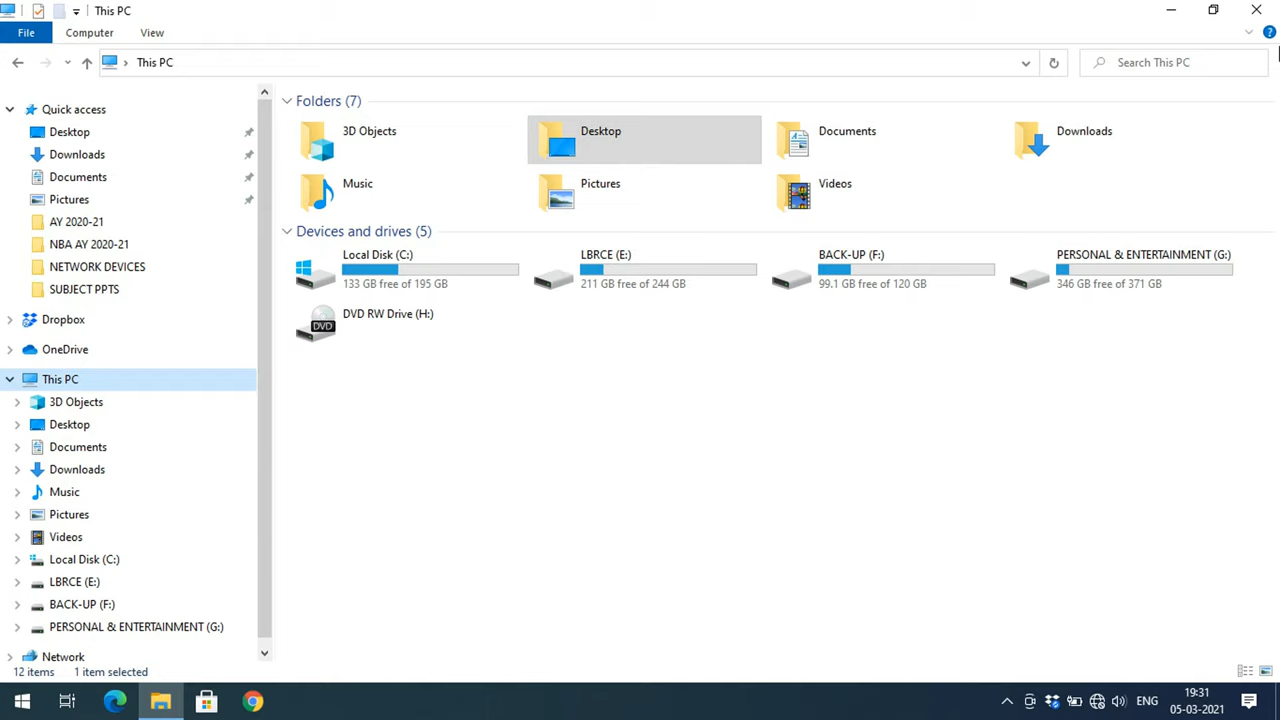 This PC
File Computer View
This PC
Search This PC
Quick access
Desktop
Downloads
Documents
Pictures
AY 2020-21
NBA AY 2020-21
NETWORK DEVICES
SUBJECT PPTS
Dropbox
OneDrive
This PC
3D Objects
Desktop
Documents
Downloads
Music
Pictures
Videos
Local Disk (C:)
LBRCE (E:)
BACK-UP (F:)
PERSONAL & ENTERTAINMENT (G:)
Network
Folders (7)
3D Objects Desktop Documents Downloads
Music Pictures Videos
Devices and drives (5)
Local Disk (C:) LBRCE (E:) BACK-UP (F:) PERSONAL & ENTERTAINMENT (G:)
133 GB free of 195 GB 211 GB free of 244 GB 99.1 GB free of 120 GB 346 GB free of 371 GB
DVD RW Drive (H:)
DVD
12 items 1 item selected
ENG
19:31
05-03-2021